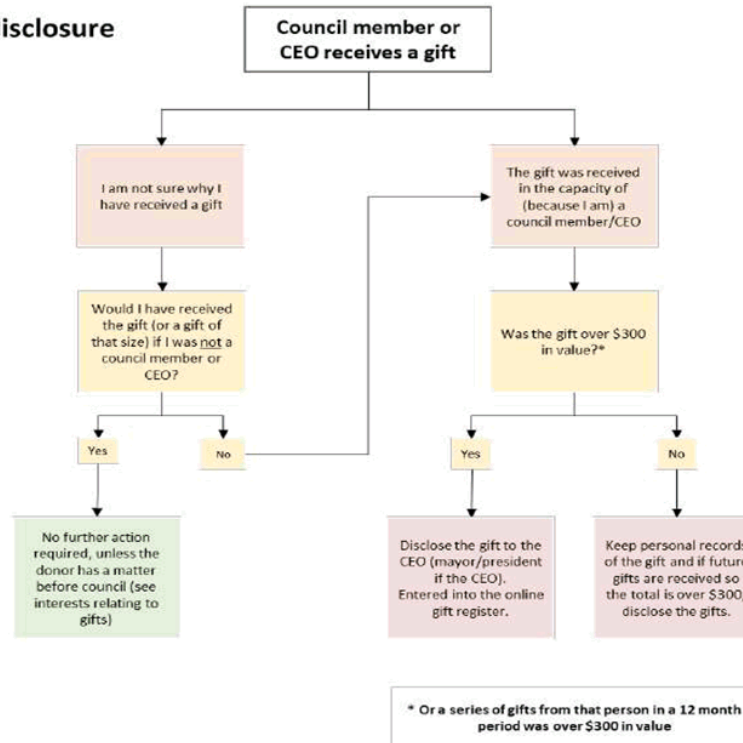 disclosure
Council member or
CEO receives a gift
I am not sure why I
have received a gift
The gift was received
in the capacity of
(because I am) a
council member/CEO
Would I have received
the gift (or a gift of
that size) if I was not a
council member or
CEO?
Was the gift over $300
in value?*
Yes
No
Yes
No
No further action
required, unless the
donor has a matter
before council (see
interests relating to
gifts)
Disclose the gift to the
CEO (mayor/president
if the CEO).
Entered into the online
gift register.
Keep personal records
of the gift and if future
gifts are received so
the total is over $300,
disclose the gifts.
* Or a series of gifts from that person in a 12 month
period was over $300 in value